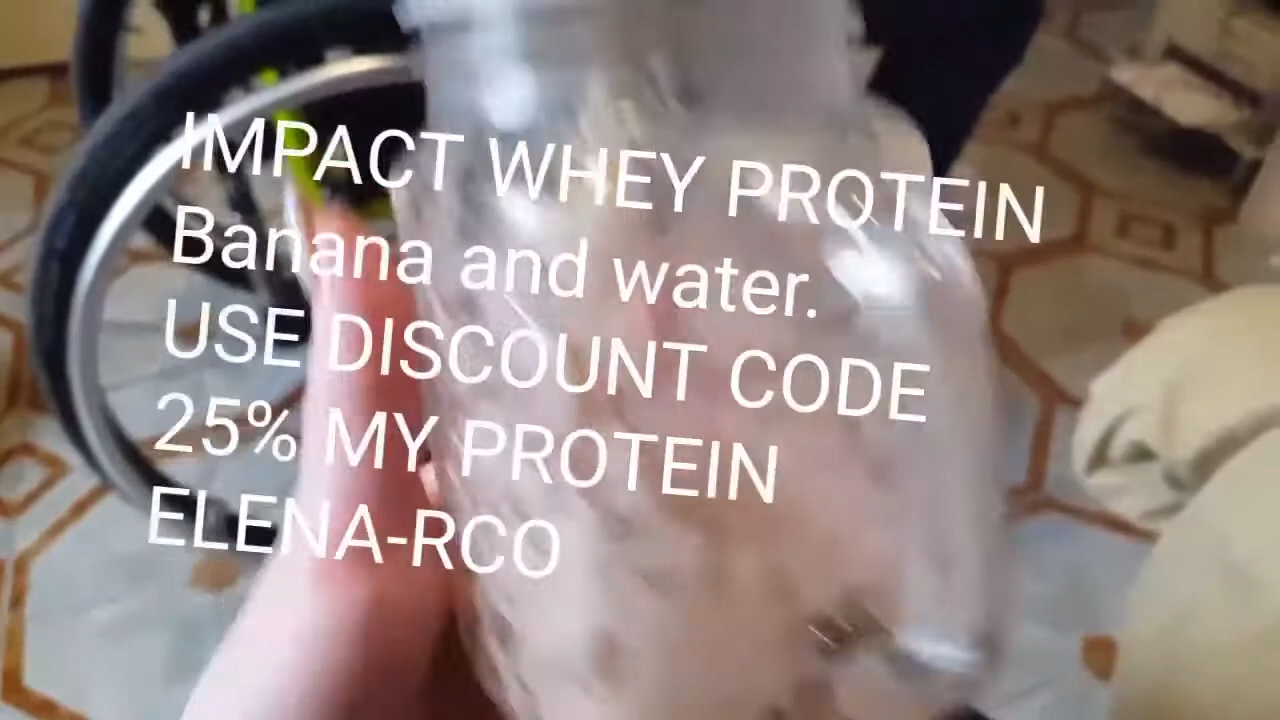 IMPACT WHEY PROTEIN
Banana and water.
USE DISCOUNT CODE
25% MY PROTEIN
ELENA-RCO